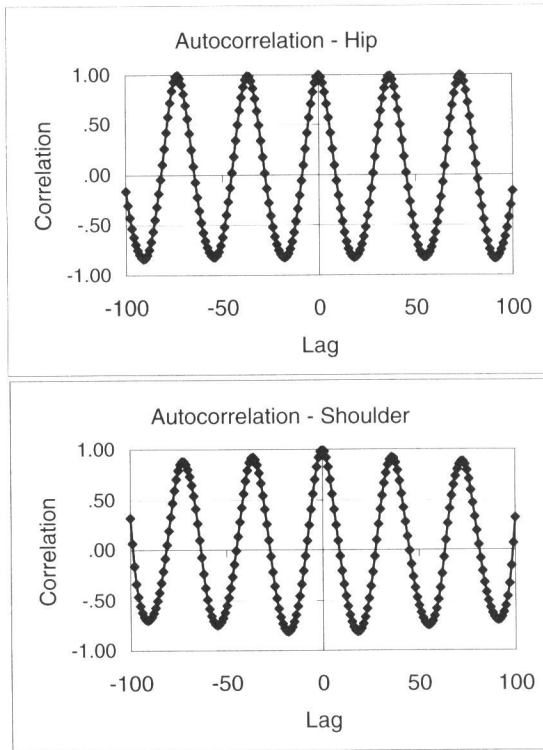 Autocorrelation - Hip
1.00
.50
.00
-.50
-1.00
Correlation
-100 -50 0 50 100
Lag
Autocorrelation - Shoulder
1.00
.50
.00
-.50
-1.00
Correlation
-100 -50 0 50 100
Lag